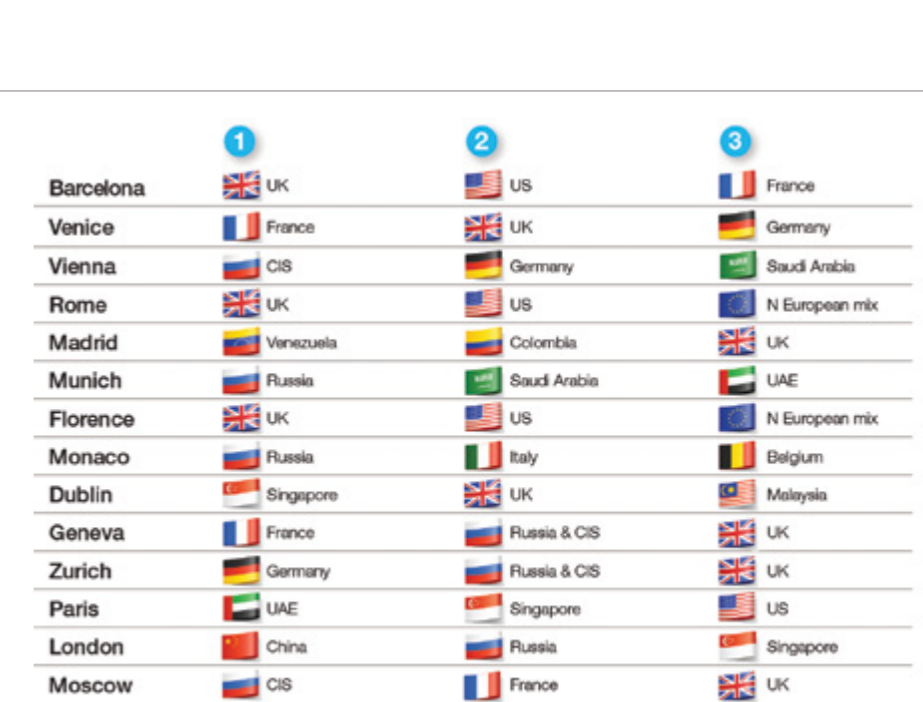 1 2 3
Barcelona UK US France
Venice France UK Germany
Vienna CIS Germany Saudi Arabia
Rome UK US N European mix
Madrid Venezuela Colombia UK
Munich Russia Saudi Arabia UAE
Florence UK US N European mix
Monaco Russia Italy Belgium
Dublin Singapore UK Malaysia
Geneva France Russia & CIS UK
Zurich Germany Russia & CIS UK
Paris UAE Singapore US
London China Russia Singapore
Moscow CIS France UK